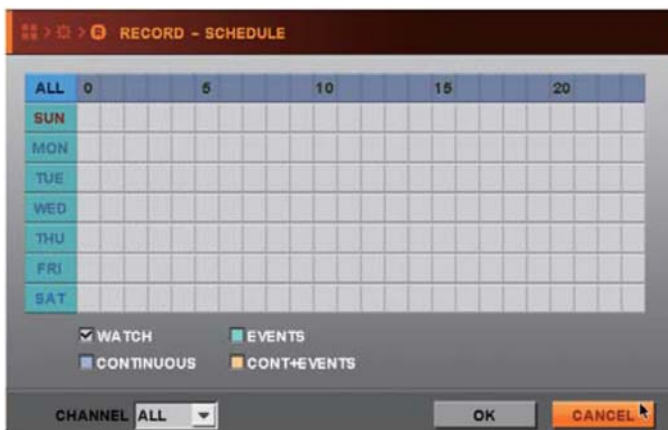 RECORD - SCHEDULE
ALL 0 5 10 15 20
SUN
MON
TUE
WED
THU
FRI
SAT
WATCH EVENTS
CONTINUOUS CONT+EVENTS
CHANNEL ALL OK CANCEL